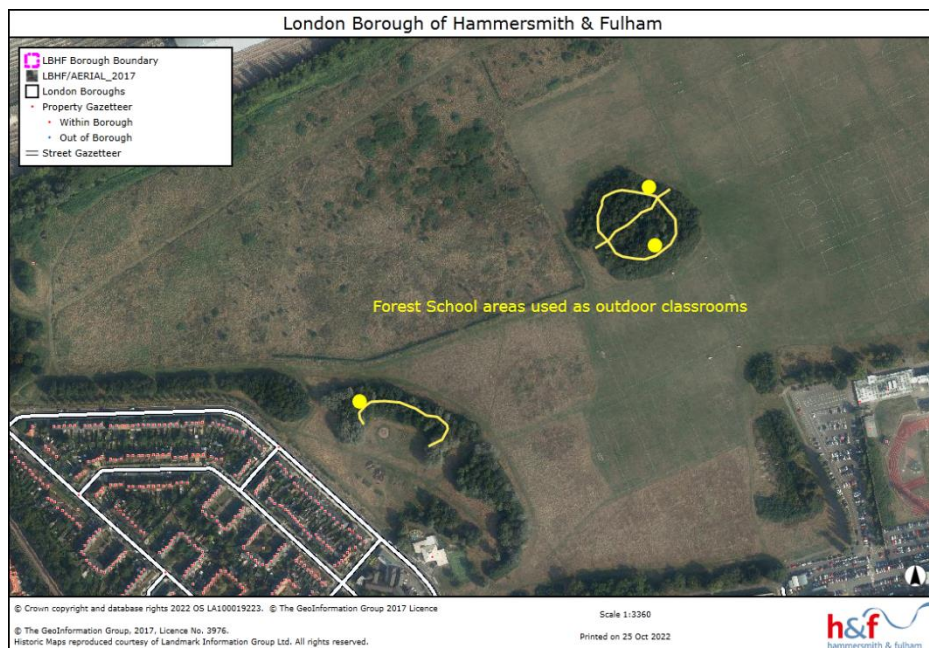 London Borough of Hammersmith & Fulham
LBHF Borough Boundary
LBHF/AERIAL_2017
London Boroughs
Property Gazetteer
Within Borough
Out of Borough
Street Gazetteer
Forest School areas used as outdoor classrooms
© Crown copyright and database rights 2022 OS LA100019223. © The GeoInformation Group 2017 Licence
© The GeoInformation Group, 2017, Licence No. 3976.
Historic Maps reproduced courtesy of Landmark Information Group Ltd. All rights reserved.
Scale 1:3360
Printed on 25 Oct 2022
h&f
hammersmith & fulham